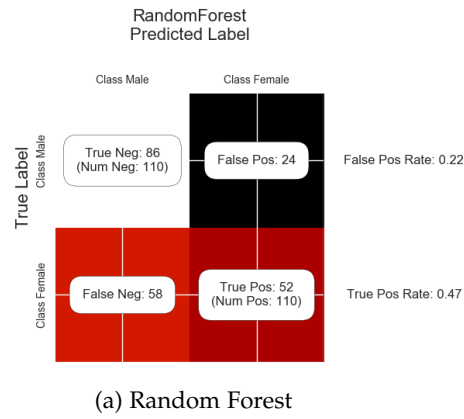 RandomForest
Predicted Label
Class Male
Class Female
True Label
Class Male
True Neg: 86
(Num Neg: 110)
False Pos: 24
False Pos Rate: 0.22
Class Female
False Neg: 58
True Pos: 52
(Num Pos: 110)
True Pos Rate: 0.47
(a) Random Forest